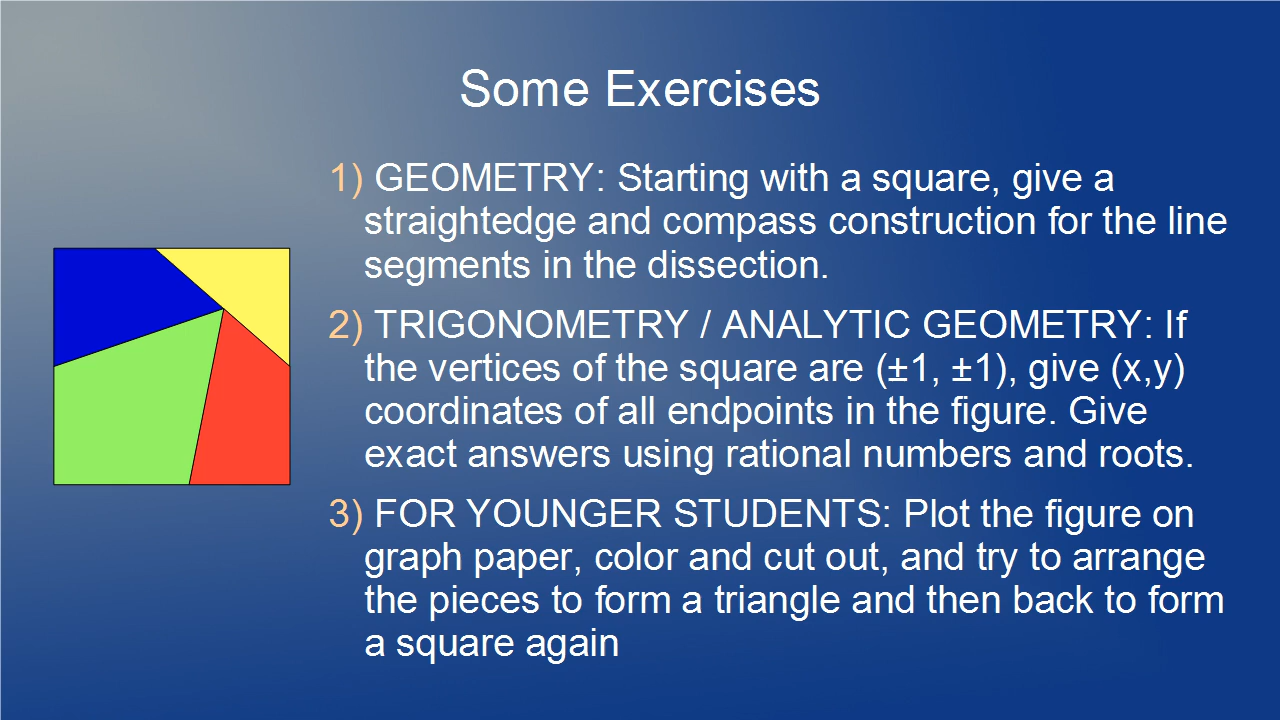 Some Exercises
1) GEOMETRY: Starting with a square, give a
straightedge and compass construction for the line
segments in the dissection.
2) TRIGONOMETRY / ANALYTIC GEOMETRY: If
the vertices of the square are (±1, ±1), give (x,y)
coordinates of all endpoints in the figure. Give
exact answers using rational numbers and roots.
3) FOR YOUNGER STUDENTS: Plot the figure on
graph paper, color and cut out, and try to arrange
the pieces to form a triangle and then back to form
a square again